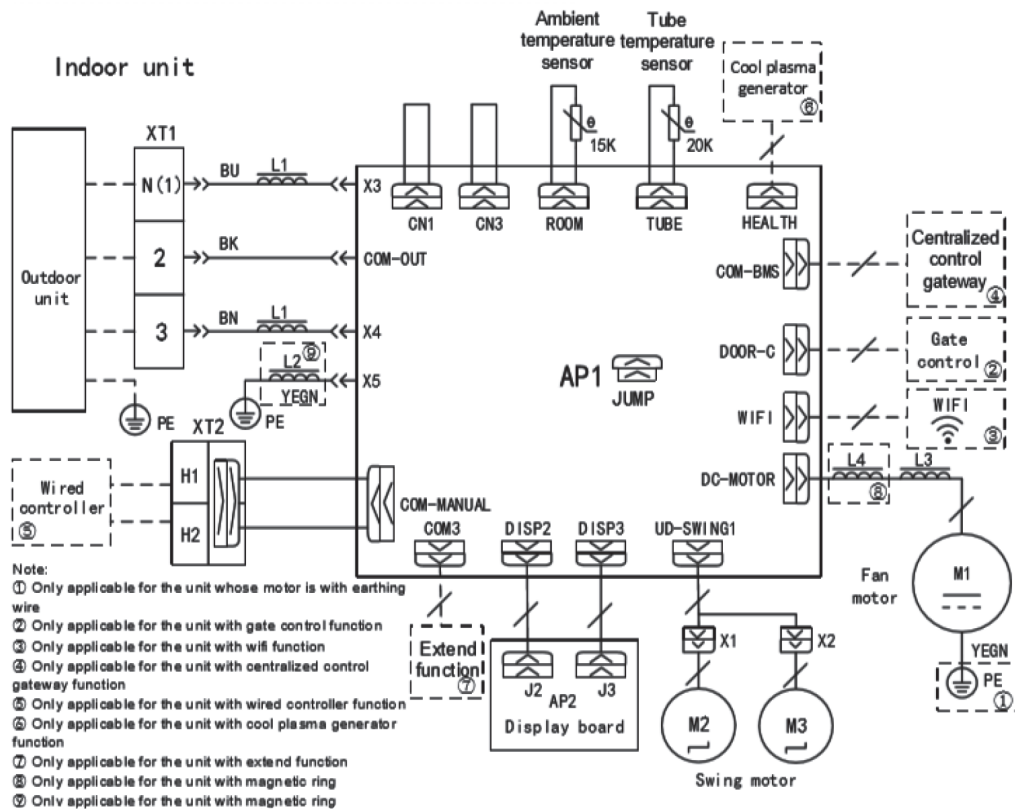 Indoor unit
Ambient temperature sensor
Tube temperature sensor
Cool plasma generator ⑥
XT1
θ
15K
θ
20K
N(1)
BU
L1
X3
CN1
CN3
ROOM
TUBE
HEALTH
Outdoor unit
2
BK
COM-OUT
COM-BMS
Centralized control gateway ④
3
BN
L1
X4
AP1
JUMP
DOOR-C
Gate control ②
L2
⑨
YEGN
X5
PE
PE
WIFI
WIFI
③
XT2
H1
H2
Wired controller ⑤
COM-MANUAL
DC-MOTOR
L4
⑧
L3
COM3
DISP2
DISP3
UD-SWING1
Fan motor
M1
YEGN
PE
①
Extend function ⑦
J2
J3
AP2
Display board
X1
X2
M2
M3
Swing motor
Note:
① Only applicable for the unit whose motor is with earthing
wire
② Only applicable for the unit with gate control function
③ Only applicable for the unit with wifi function
④ Only applicable for the unit with centralized control
gateway function
⑤ Only applicable for the unit with wired controller function
⑥ Only applicable for the unit with cool plasma generator
function
⑦ Only applicable for the unit with extend function
⑧ Only applicable for the unit with magnetic ring
⑨ Only applicable for the unit with magnetic ring